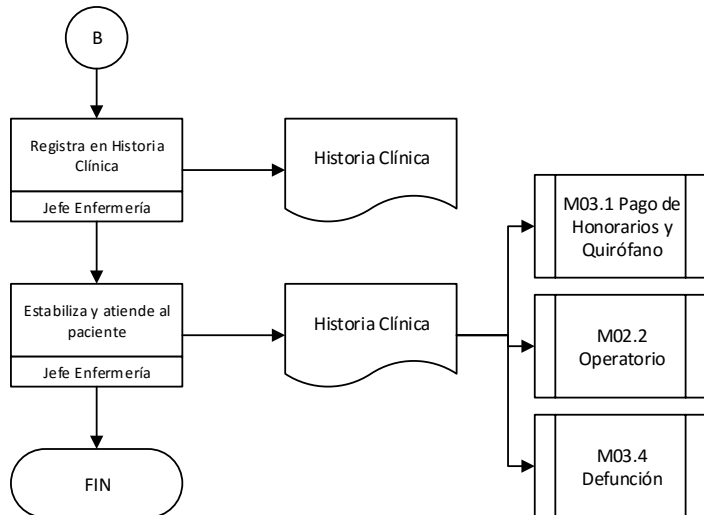 B
Registra en Historia
Clínica
Jefe Enfermería
Historia Clínica
Estabiliza y atiende al
paciente
Jefe Enfermería
Historia Clínica
M03.1 Pago de
Honorarios y
Quirófano
M02.2
Operatorio
M03.4
Defunción
FIN